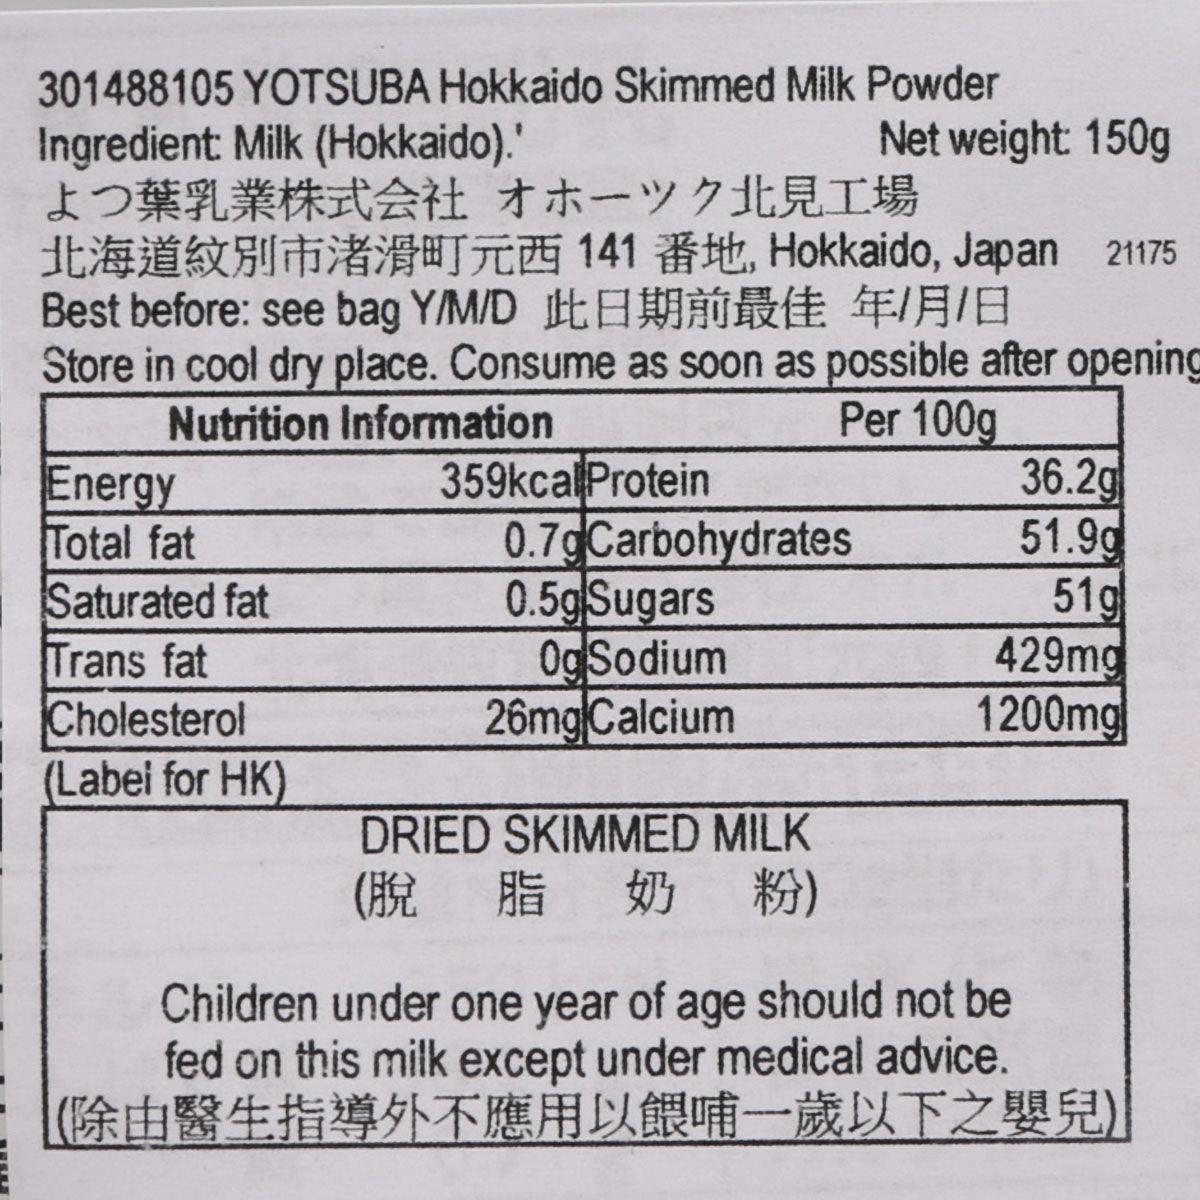 301488105 YOTSUBA Hokkaido Skimmed Milk Powder
Ingredient: Milk (Hokkaido).' Net weight: 150g
よつ葉乳業株式会社 オホーツク北見工場
北海道紋別市渚滑町元西 141 番地, Hokkaido, Japan 21175
Best before: see bag Y/M/D 此日期前最佳 年/月/日
Store in cool dry place. Consume as soon as possible after opening
Nutrition Information Per 100g
Energy 359kcal Protein 36.2g
Total fat 0.7g Carbohydrates 51.9g
Saturated fat 0.5g Sugars 51g
Trans fat 0g Sodium 429mg
Cholesterol 26mg Calcium 1200mg
(Label for HK)
DRIED SKIMMED MILK
(脫 脂 奶 粉)
Children under one year of age should not be
fed on this milk except under medical advice.
(除由醫生指導外不應用以餵哺一歲以下之嬰兒)